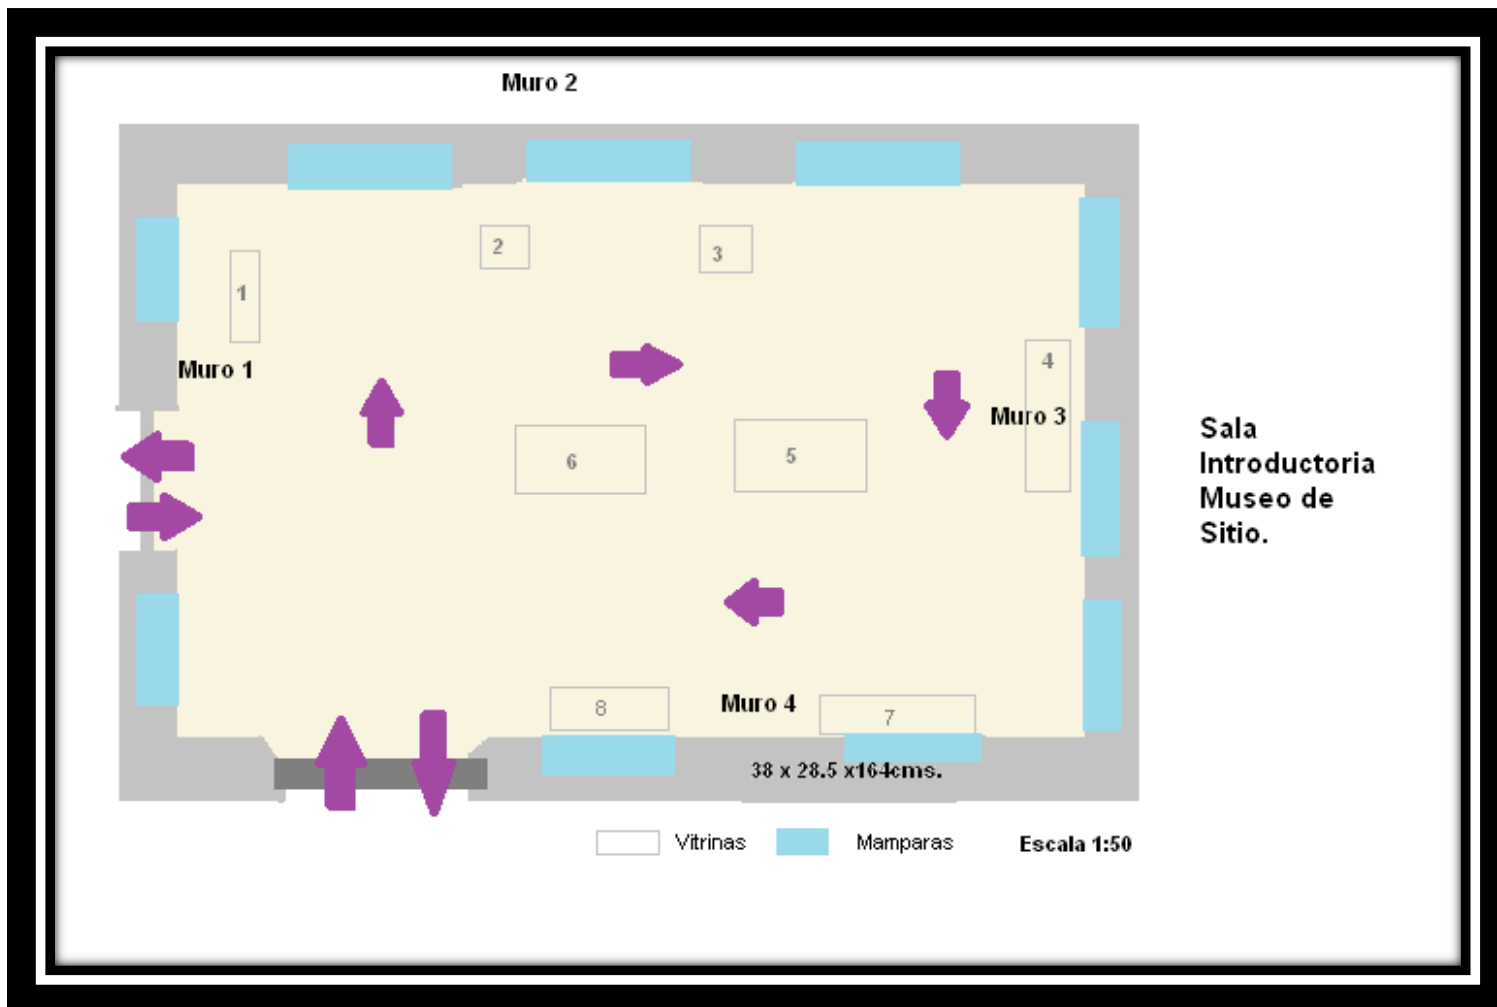 Muro 2
2
3
1
4
Muro 1
Muro 3
Sala
Introductoria
Museo de
Sitio.
6
5
8
Muro 4
7
38 x 28.5 x164cms.
Vitrinas
Mamparas
Escala 1:50